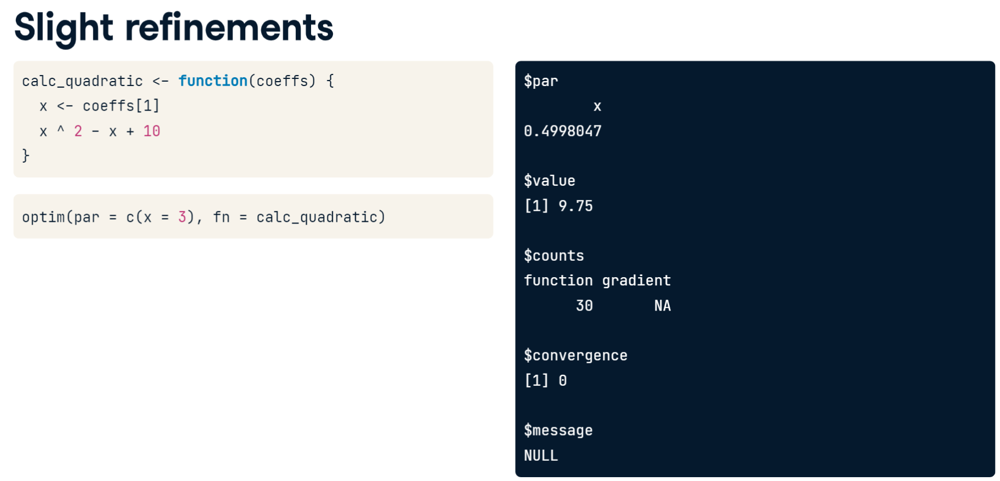 Slight refinements
calc_quadratic <- function(coeffs) {
  x <- coeffs[1]
  x ^ 2 - x + 10
}
optim(par = c(x = 3), fn = calc_quadratic)
$par
        x
0.4998047

$value
[1] 9.75

$counts
function gradient
      30       NA

$convergence
[1] 0

$message
NULL